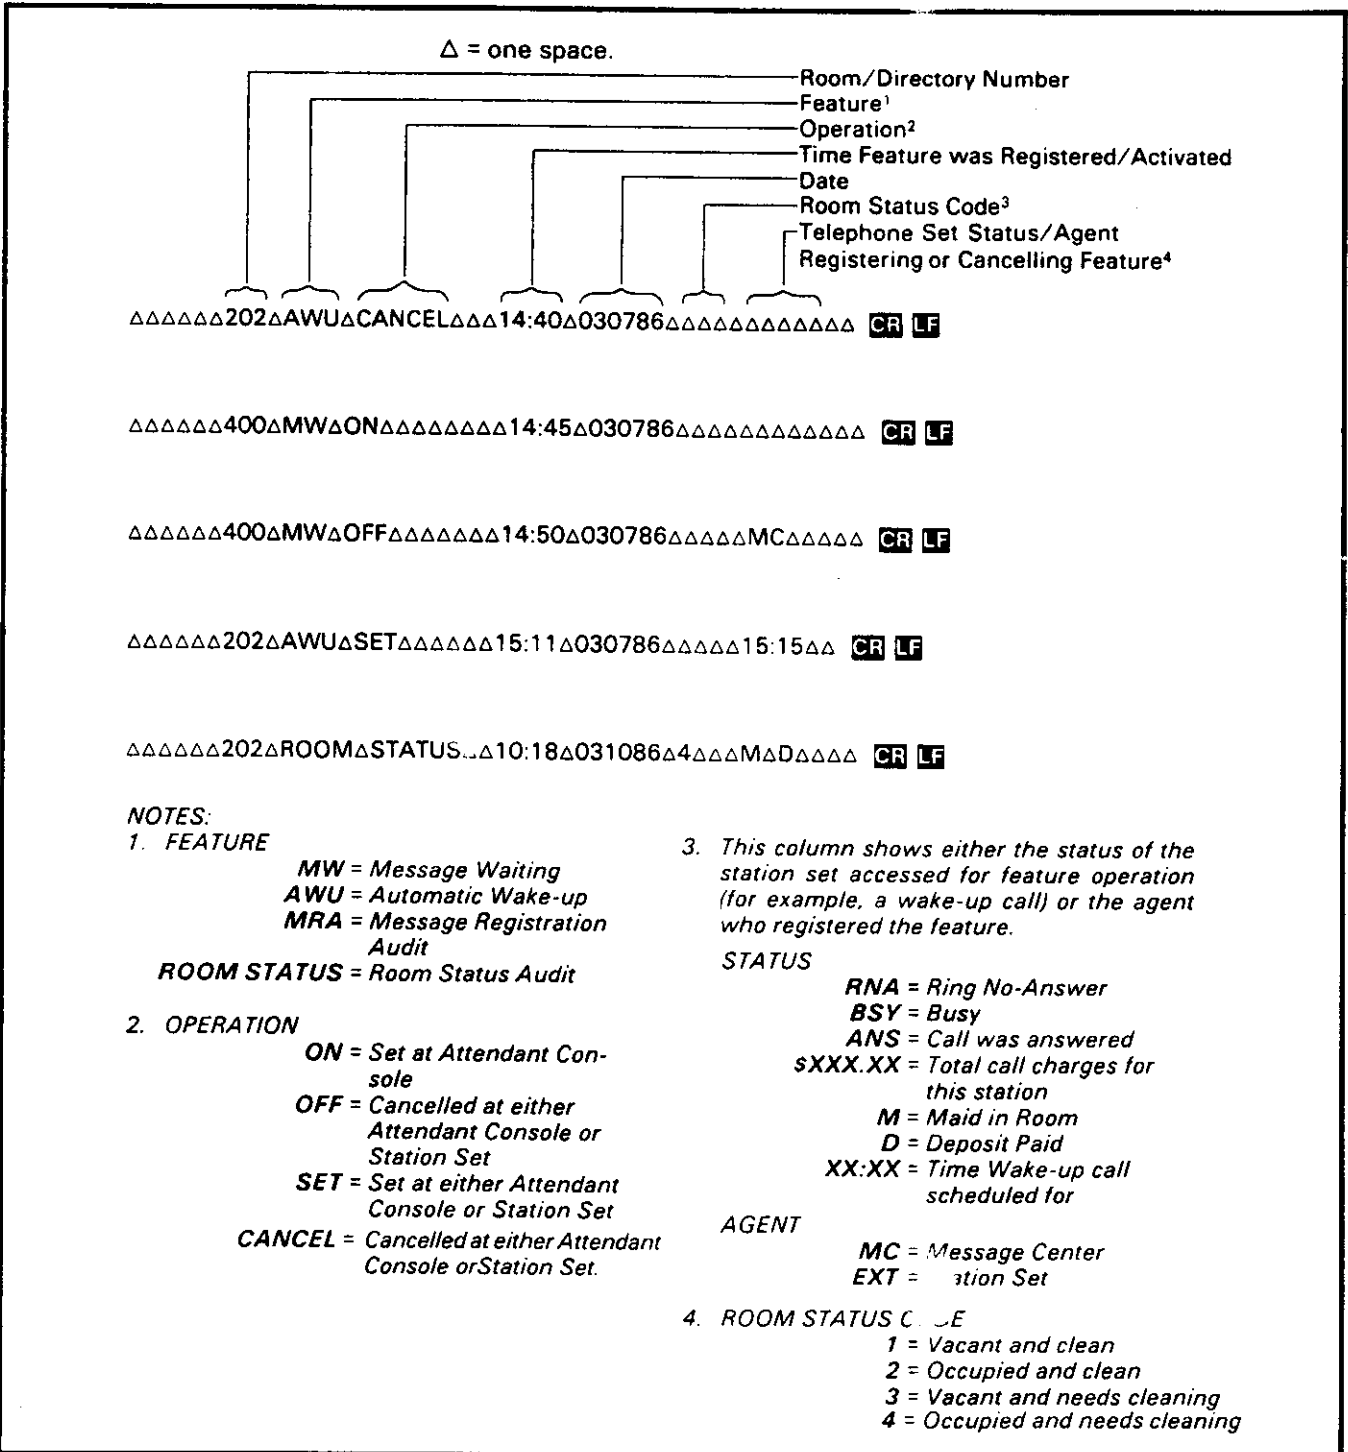 Δ = one space.
Room/Directory Number
Feature¹
Operation²
Time Feature was Registered/Activated
Date
Room Status Code³
Telephone Set Status/Agent
Registering or Cancelling Feature⁴
ΔΔΔΔΔΔ202ΔAWUΔCANCELΔΔΔ14:40Δ030786ΔΔΔΔΔΔΔΔΔΔΔΔ CR LF
ΔΔΔΔΔΔ400ΔMWΔONΔΔΔΔΔΔΔΔ14:45Δ030786ΔΔΔΔΔΔΔΔΔΔΔΔ CR LF
ΔΔΔΔΔΔ400ΔMWΔOFFΔΔΔΔΔΔΔ14:50Δ030786ΔΔΔΔΔMCΔΔΔΔΔ CR LF
ΔΔΔΔΔΔ202ΔAWUΔSETΔΔΔΔΔΔ15:11Δ030786ΔΔΔΔΔ15:15ΔΔ CR LF
ΔΔΔΔΔΔ202ΔROOMΔSTATUS Δ10:18Δ031086Δ4ΔΔΔMΔDΔΔΔΔ CR LF
NOTES:
1. FEATURE
MW = Message Waiting
AWU = Automatic Wake-up
MRA = Message Registration
Audit
ROOM STATUS = Room Status Audit
2. OPERATION
ON = Set at Attendant Con-
sole
OFF = Cancelled at either
Attendant Console or
Station Set
SET = Set at either Attendant
Console or Station Set
CANCEL = Cancelled at either Attendant
Console orStation Set.
3. This column shows either the status of the
station set accessed for feature operation
(for example, a wake-up call) or the agent
who registered the feature.
STATUS
RNA = Ring No-Answer
BSY = Busy
ANS = Call was answered
$XXX.XX = Total call charges for
this station
M = Maid in Room
D = Deposit Paid
XX:XX = Time Wake-up call
scheduled for
AGENT
MC = Message Center
EXT = Set
4. ROOM STATUS
1 = Vacant and clean
2 = Occupied and clean
3 = Vacant and needs cleaning
4 = Occupied and needs cleaning